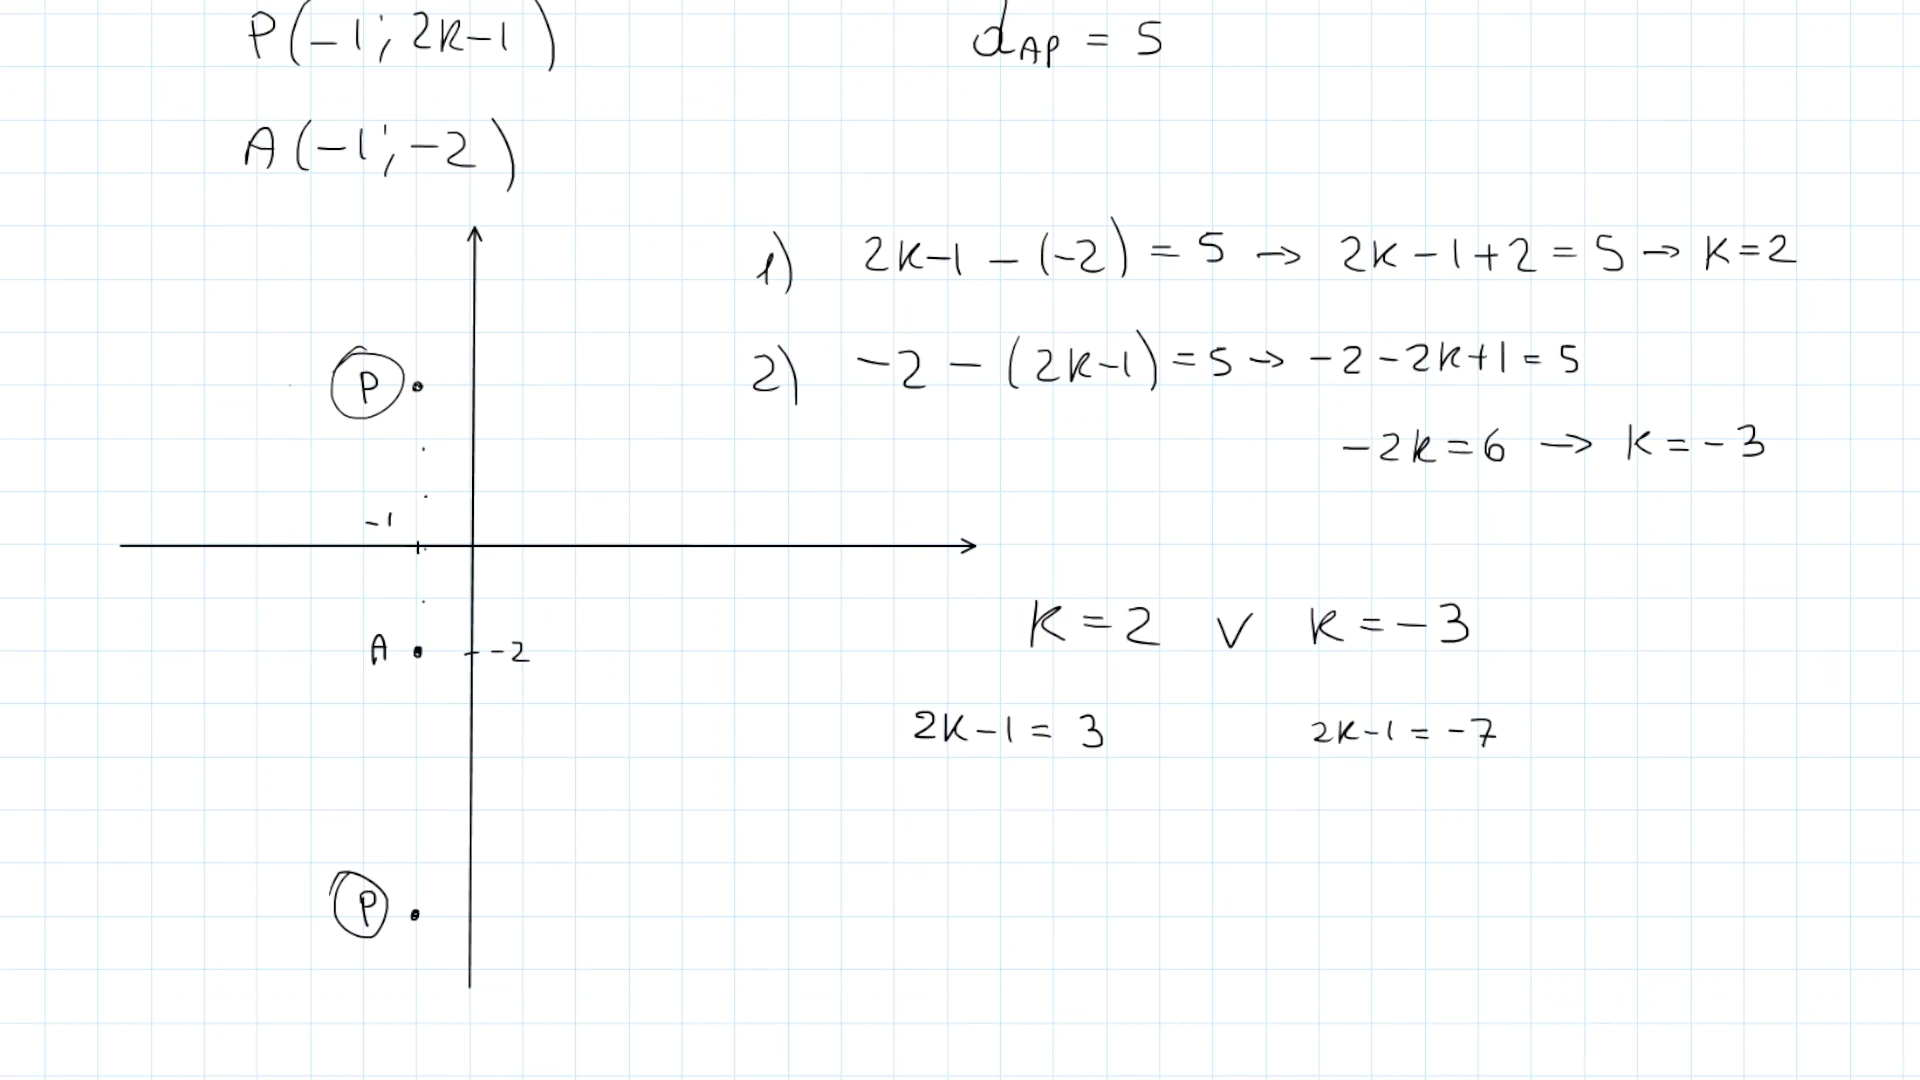 P(-1; 2k-1)
d_AP = 5
A(-1; -2)
1) 2k-1 - (-2) = 5 → 2k - 1 + 2 = 5 → k = 2
2) -2 - (2k-1) = 5 → -2 - 2k + 1 = 5
-2k = 6 → k = -3
P
-1
A
-2
k = 2 ∨ k = -3
2k - 1 = 3
2k - 1 = -7
P